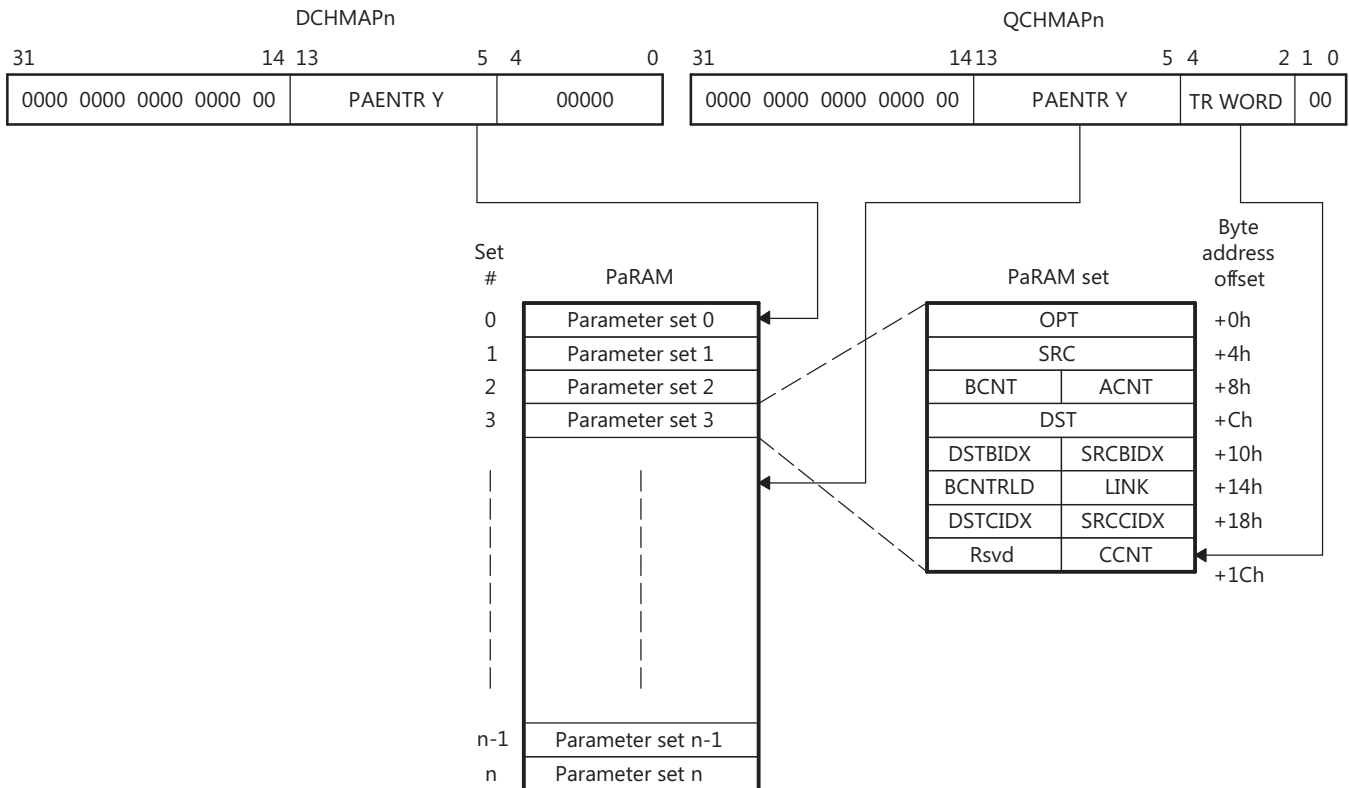 DCHMAPn QCHMAPn
31 14 13 5 4 0 31 14 13 5 4 2 1 0
0000 0000 0000 0000 00 PAENTR Y 00000 0000 0000 0000 0000 00 PAENTR Y TR WORD 00
Byte
Set address
# PaRAM PaRAM set offset
0 Parameter set 0 OPT +0h
1 Parameter set 1 SRC +4h
2 Parameter set 2 BCNT ACNT +8h
3 Parameter set 3 DST +Ch
DSTBIDX SRCBIDX +10h
BCNTRLD LINK +14h
DSTCIDX SRCCIDX +18h
Rsvd CCNT
+1Ch
n-1 Parameter set n-1
n Parameter set n